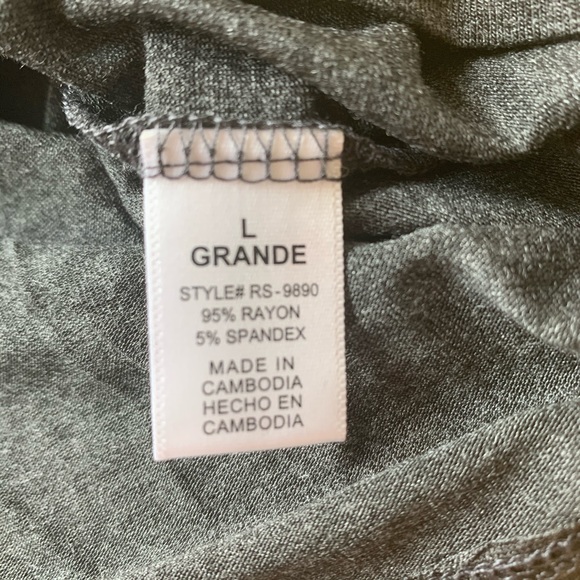 L
GRANDE
STYLE# RS-9890
95% RAYON
5% SPANDEX
MADE IN
CAMBODIA
HECHO EN
CAMBODIA